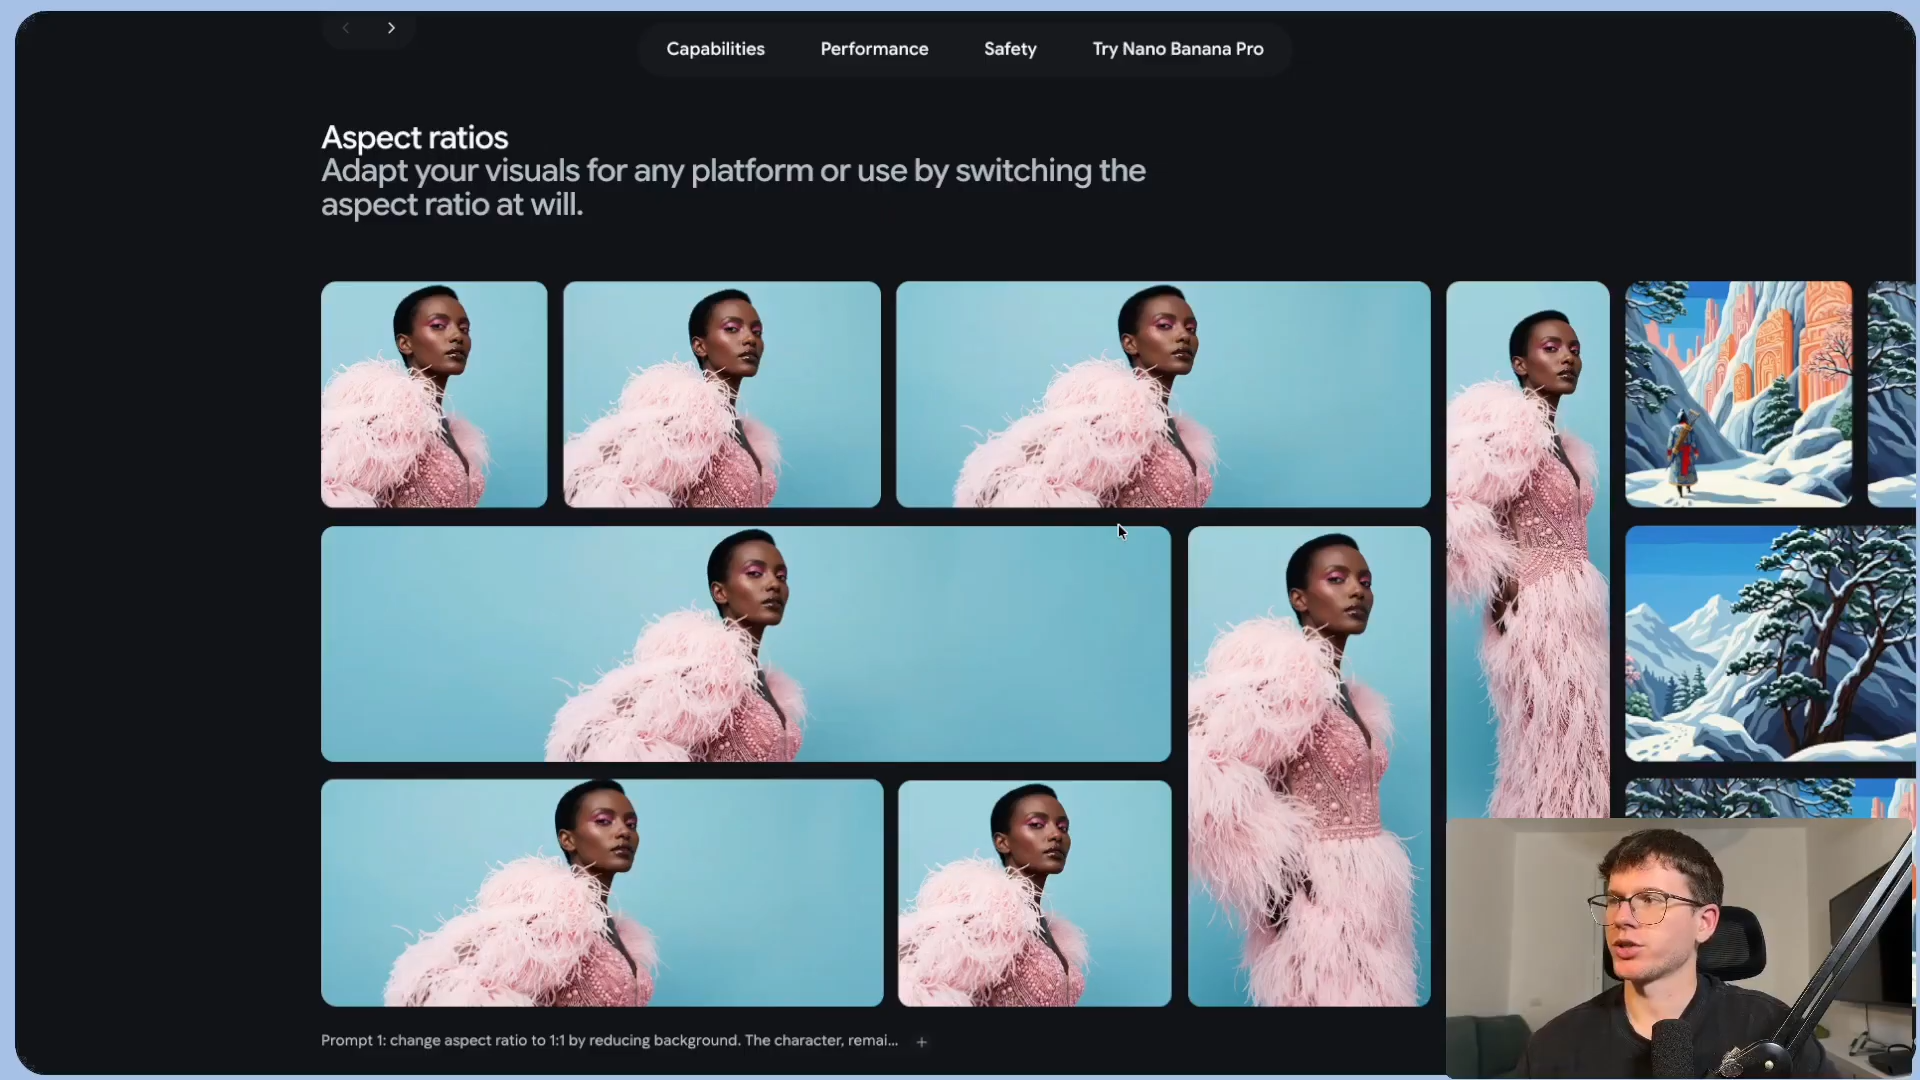 Capabilities
Performance
Safety
Try Nano Banana Pro
Aspect ratios
Adapt your visuals for any platform or use by switching the
aspect ratio at will.
Prompt 1: change aspect ratio to 1:1 by reducing background. The character, remai...